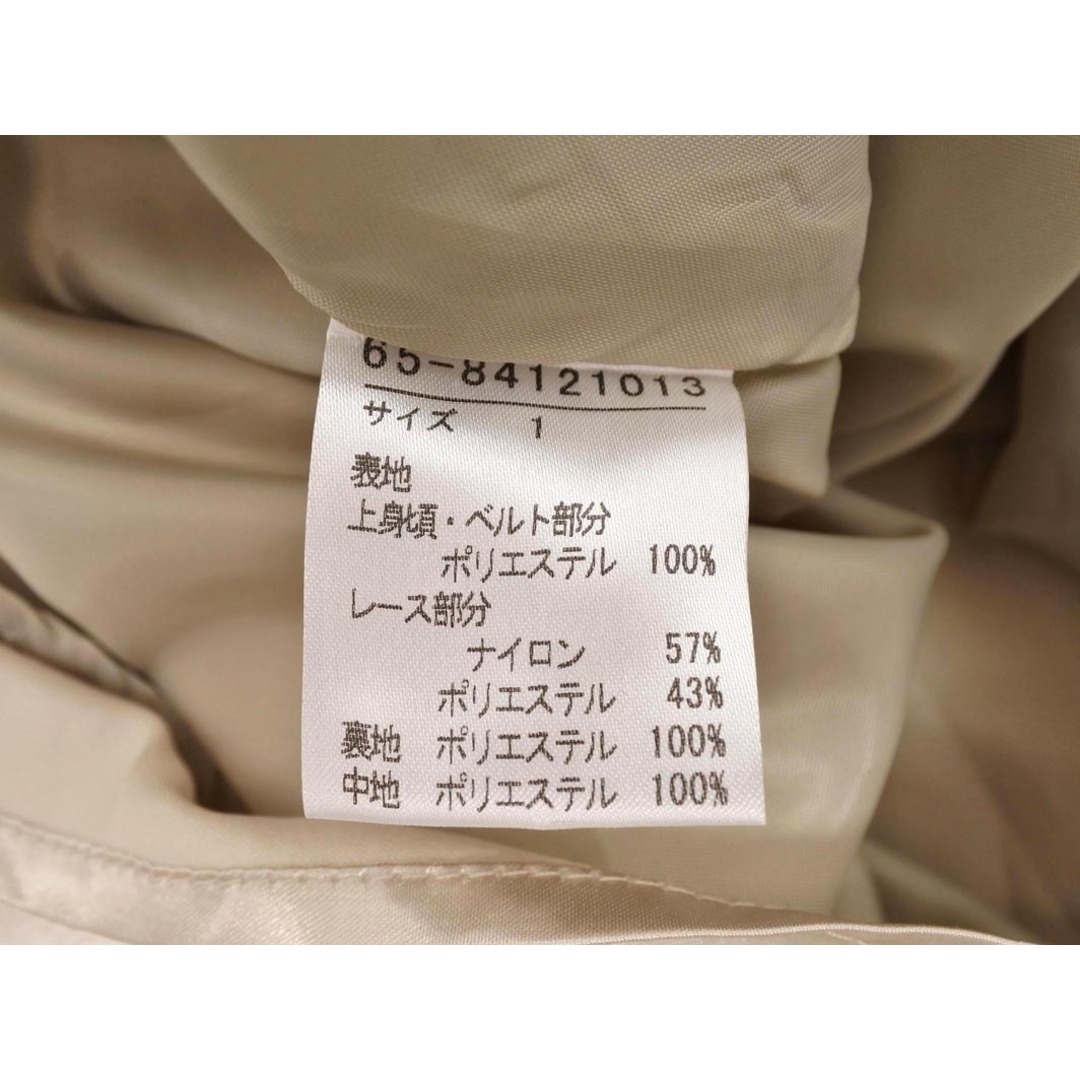 65-84121013
サイズ 1
表地
上身頃・ベルト部分
ポリエステル 100%
レース部分
ナイロン 57%
ポリエステル 43%
裏地 ポリエステル 100%
中地 ポリエステル 100%